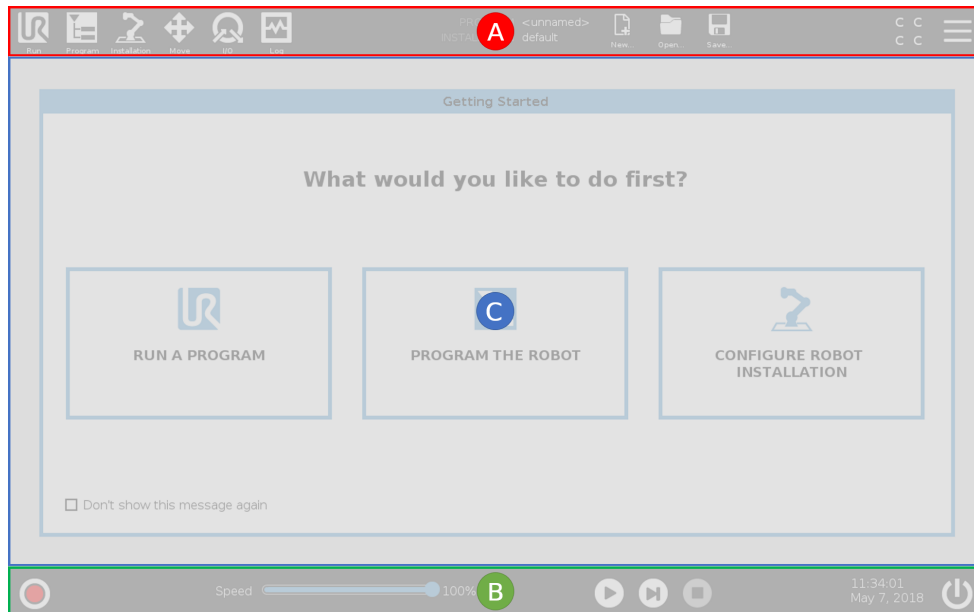 Run Program Installation Move I/O Log
PR <unnamed>
INSTAL default
New... Open... Save...
C C
C C
A
Getting Started
What would you like to do first?
C
RUN A PROGRAM
PROGRAM THE ROBOT
CONFIGURE ROBOT
INSTALLATION
Don't show this message again
Speed 100%
B
11:34:01
May 7, 2018